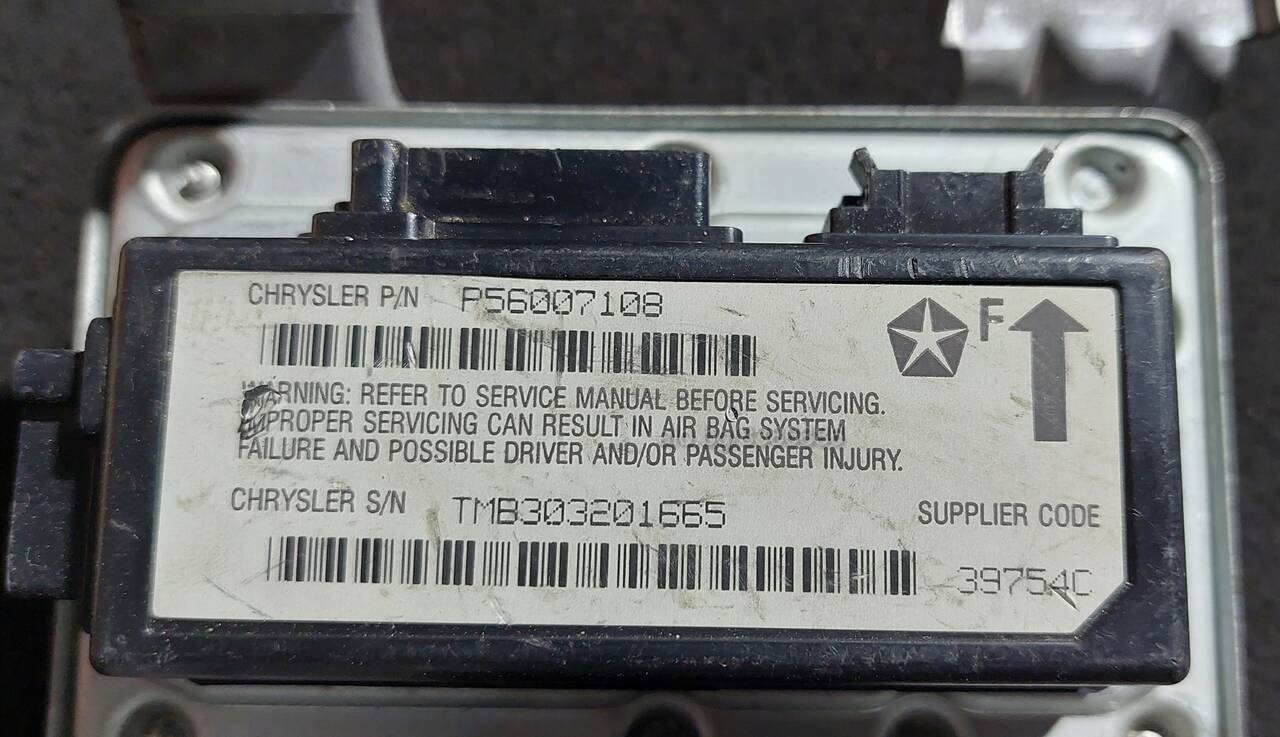 CHRYSLER P/N P56007108
F
WARNING: REFER TO SERVICE MANUAL BEFORE SERVICING.
IMPROPER SERVICING CAN RESULT IN AIR BAG SYSTEM
FAILURE AND POSSIBLE DRIVER AND/OR PASSENGER INJURY.
CHRYSLER S/N TMB303201665
SUPPLIER CODE
39754C